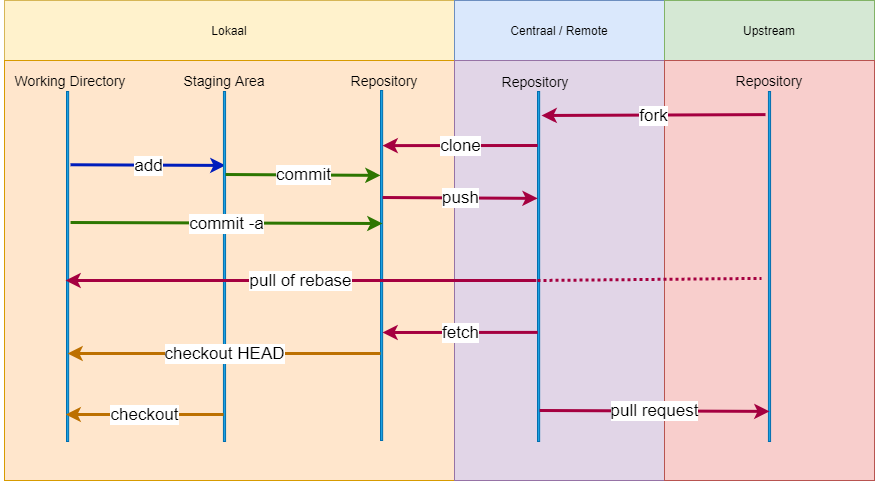 Lokaal
Centraal / Remote
Upstream
Working Directory
Staging Area
Repository
Repository
Repository
fork
clone
add
commit
push
commit -a
pull of rebase
fetch
checkout HEAD
checkout
pull request